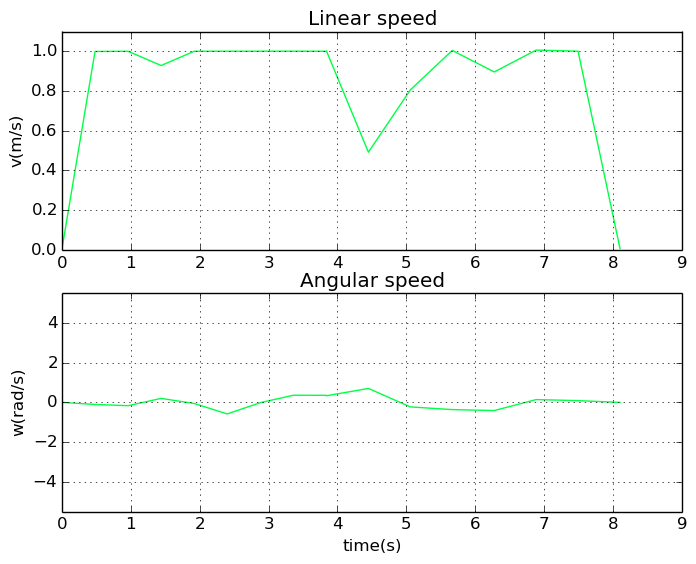 Linear speed
1.0
0.8
0.6
0.4
0.2
0.0
v(m/s)
0 1 2 3 4 5 6 7 8 9
Angular speed
4
2
0
−2
−4
w(rad/s)
0 1 2 3 4 5 6 7 8 9
time(s)